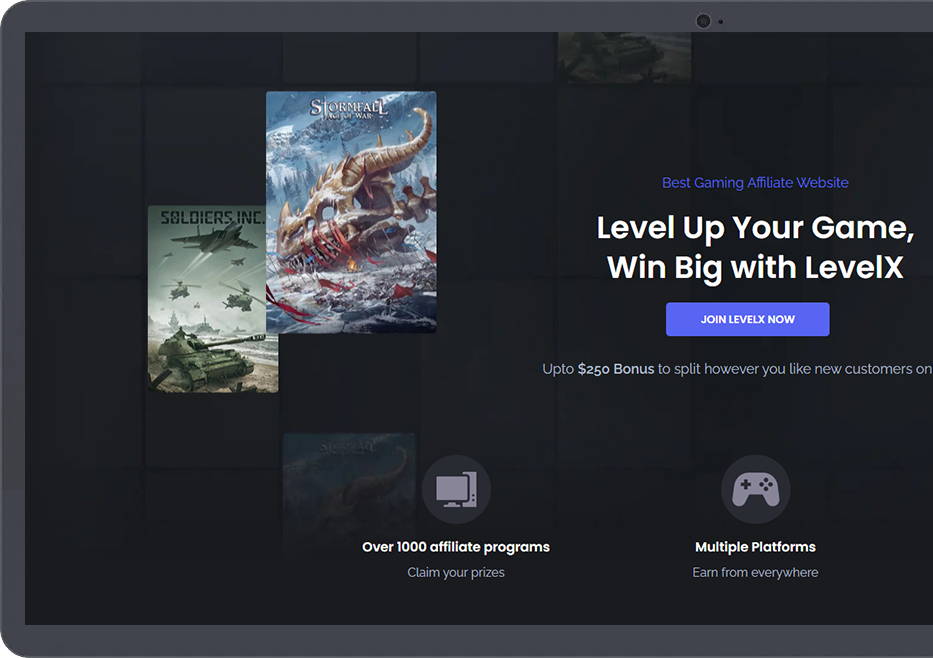 STORMFALL
AGE OF WAR
SOLDIERS INC.
Best Gaming Affiliate Website
Level Up Your Game,
Win Big with LevelX
JOIN LEVELX NOW
Upto $250 Bonus to split however you like new customers on
STORMFALL
Over 1000 affiliate programs
Multiple Platforms
Claim your prizes
Earn from everywhere